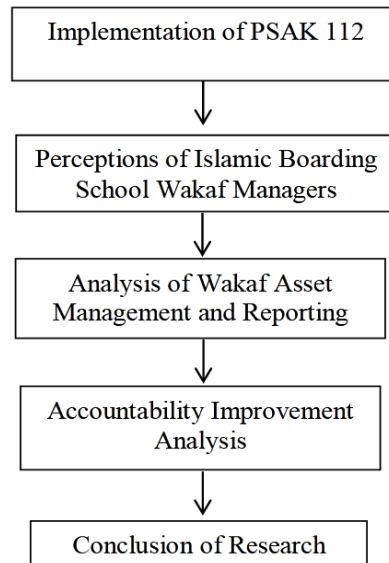 Implementation of PSAK 112
Perceptions of Islamic Boarding
School Wakaf Managers
Analysis of Wakaf Asset
Management and Reporting
Accountability Improvement
Analysis
Conclusion of Research